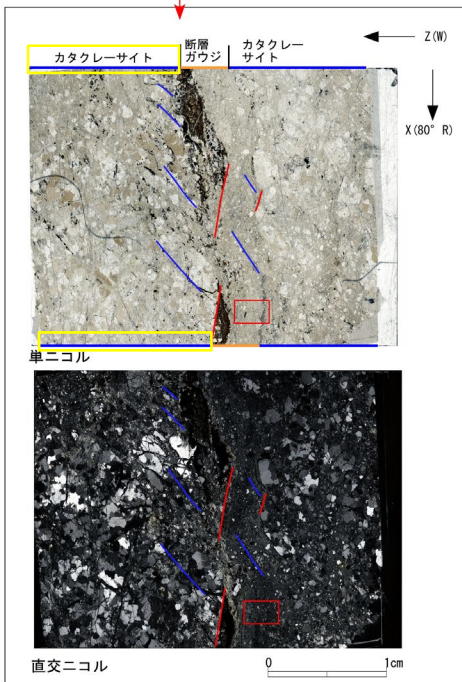 Z(W)
カタクレーサイト
断層
ガウジ
カタクレー
サイト
X(80° R)
単ニコル
直交ニコル
0
1cm